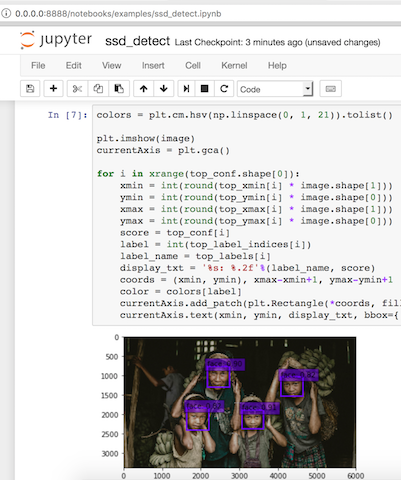 0.0.0.0:8888/notebooks/examples/ssd_detect.ipynb
jupyter ssd_detect Last Checkpoint: 3 minutes ago (unsaved changes)
File Edit View Insert Cell Kernel Help
Code
In [7]: colors = plt.cm.hsv(np.linspace(0, 1, 21)).tolist()
plt.imshow(image)
currentAxis = plt.gca()
for i in xrange(top_conf.shape[0]):
xmin = int(round(top_xmin[i] * image.shape[1]))
ymin = int(round(top_ymin[i] * image.shape[0]))
xmax = int(round(top_xmax[i] * image.shape[1]))
ymax = int(round(top_ymax[i] * image.shape[0]))
score = top_conf[i]
label = int(top_label_indices[i])
label_name = top_labels[i]
display_txt = '%s: %.2f'%(label_name, score)
coords = (xmin, ymin), xmax-xmin+1, ymax-ymin+1
color = colors[label]
currentAxis.add_patch(plt.Rectangle(*coords, fill
currentAxis.text(xmin, ymin, display_txt, bbox={
0
500
1000
1500
2000
2500
3000
0 1000 2000 3000 4000 5000 6000